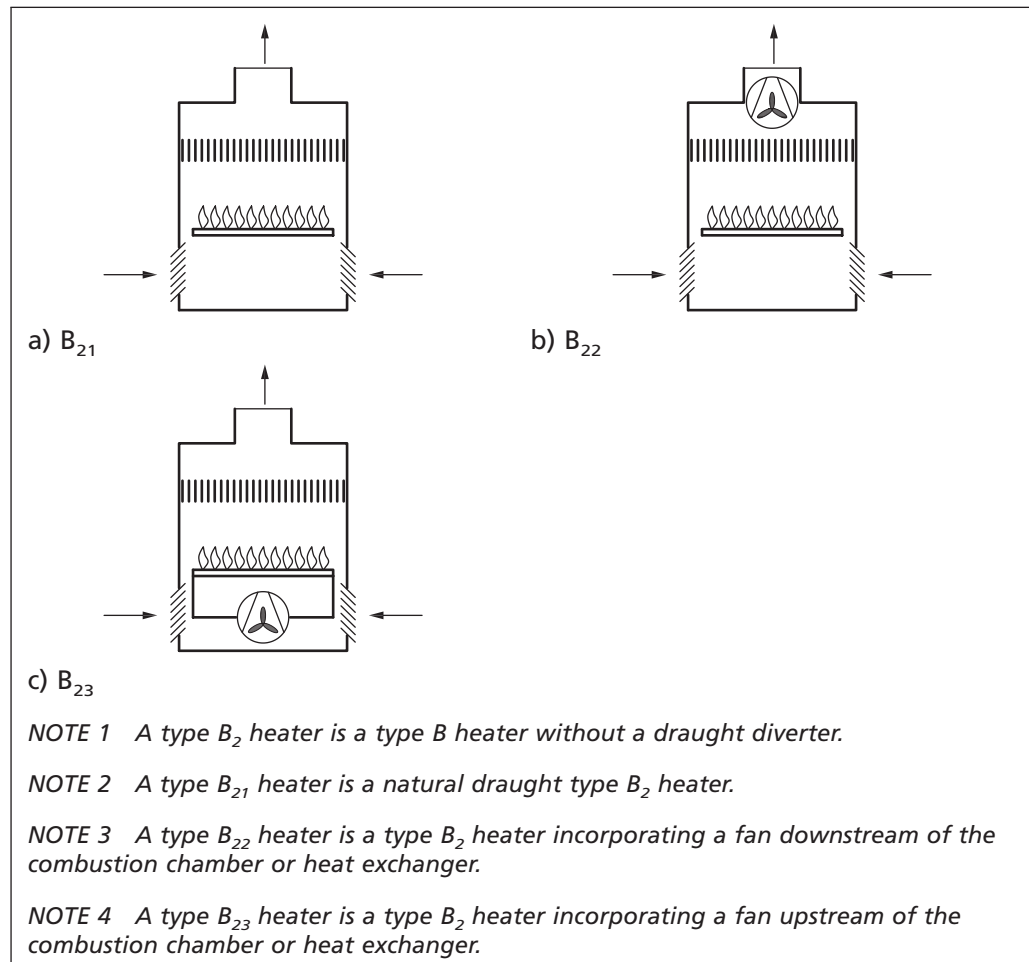 a) B21
b) B22
c) B23
NOTE 1 A type B2 heater is a type B heater without a draught diverter.
NOTE 2 A type B21 heater is a natural draught type B2 heater.
NOTE 3 A type B22 heater is a type B2 heater incorporating a fan downstream of the
combustion chamber or heat exchanger.
NOTE 4 A type B23 heater is a type B2 heater incorporating a fan upstream of the
combustion chamber or heat exchanger.